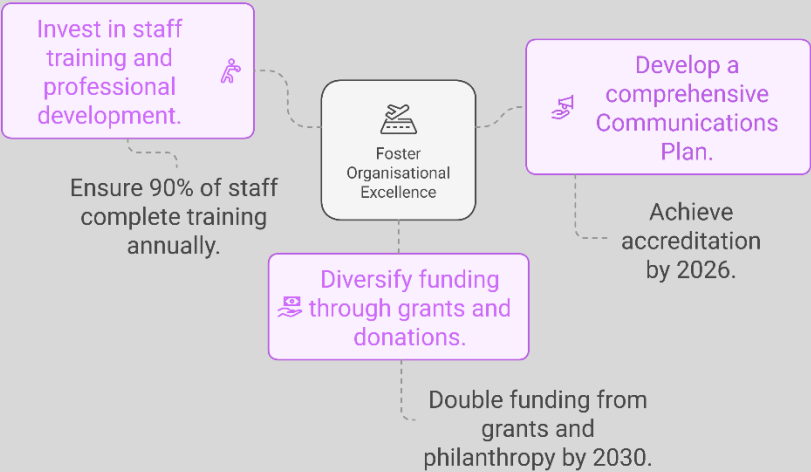 Invest in staff
training and
professional
development.
Ensure 90% of staff
complete training
annually.
Foster
Organisational
Excellence
Develop a
comprehensive
Communications
Plan.
Achieve
accreditation
by 2026.
Diversify funding
through grants and
donations.
Double funding from
grants and
philanthropy by 2030.